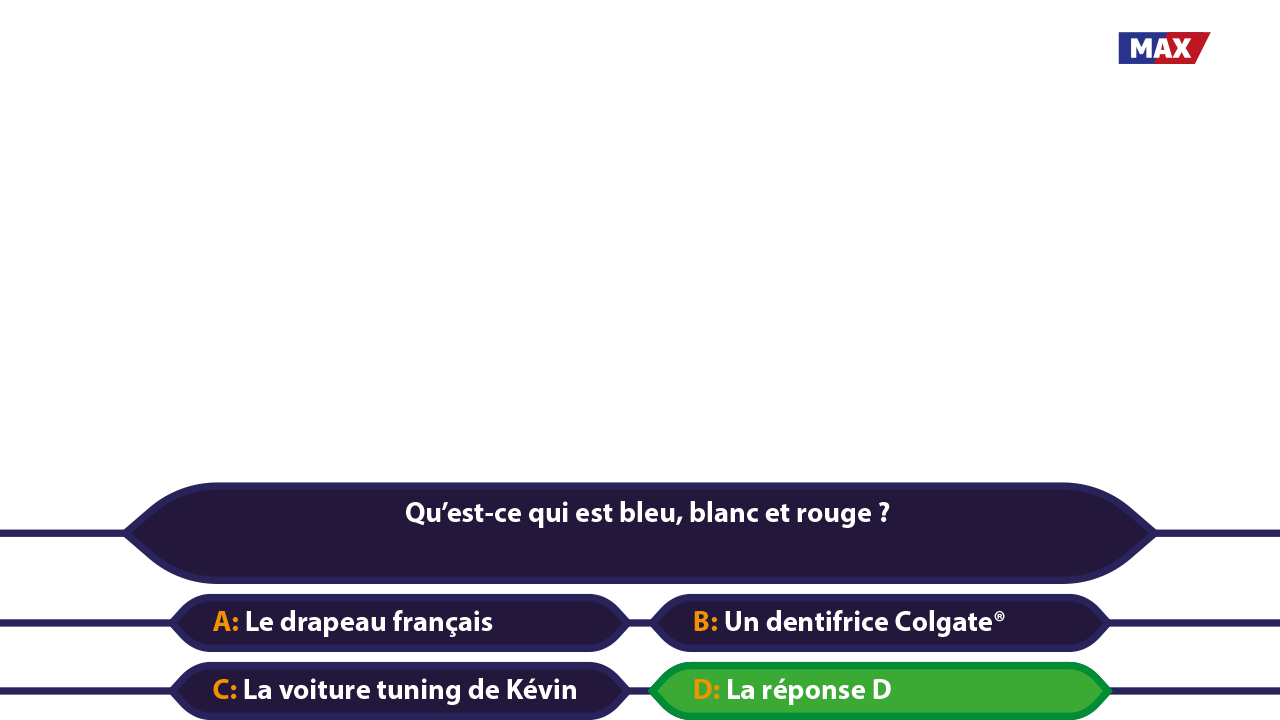 MAX
Qu’est-ce qui est bleu, blanc et rouge ?
A: Le drapeau français
B: Un dentifrice Colgate®
C: La voiture tuning de Kévin
D: La réponse D